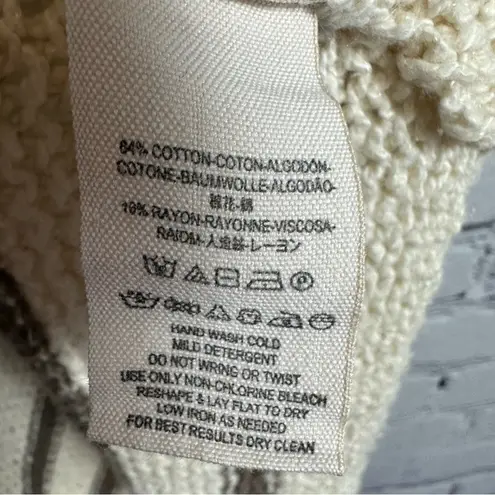 84% COTTON-COTON-ALGODÓN-
COTONE-BAUMWOLLE-ALGODÃO-
棉花-綿
16% RAYON-RAYONNE-VISCOSA-
RAIOM-人造絲-レーヨン
HAND WASH COLD
MILD DETERGENT
DO NOT WRING OR TWIST
USE ONLY NON-CHLORINE BLEACH
RESHAPE & LAY FLAT TO DRY
LOW IRON AS NEEDED
FOR BEST RESULTS DRY CLEAN